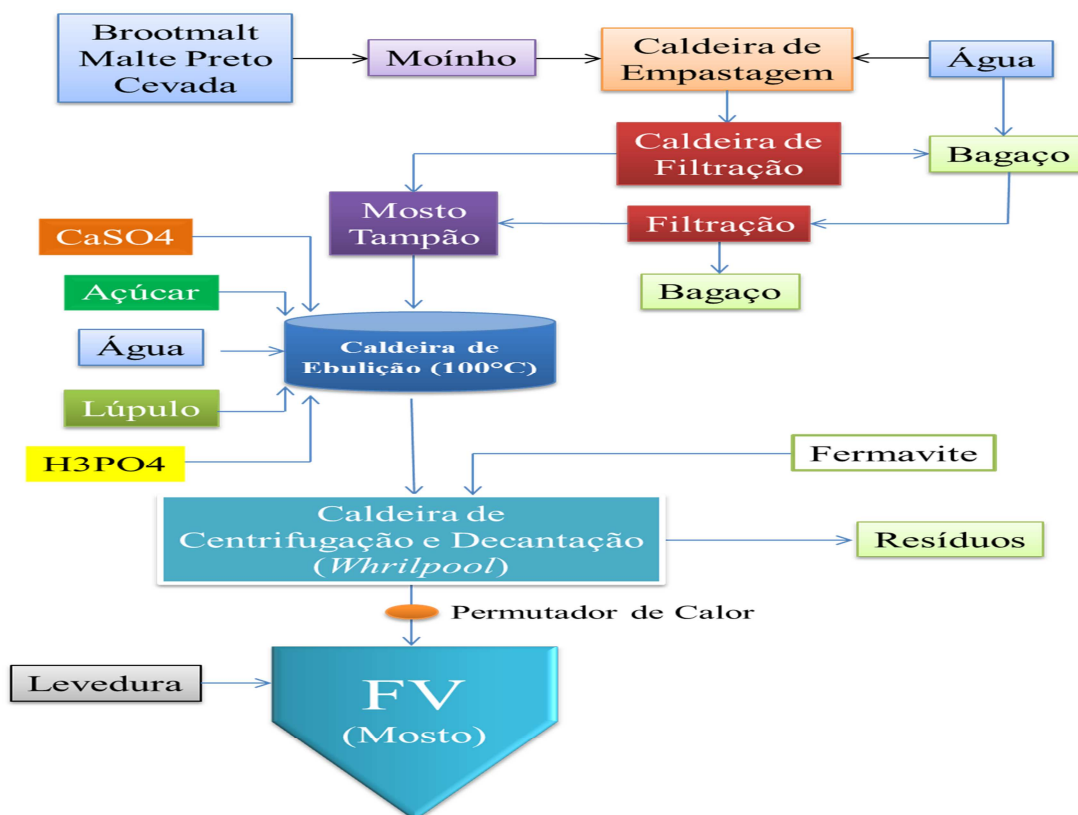 Brootmalt
Malte Preto
Cevada
Moínho
Caldeira de
Empastagem
Água
Caldeira de
Filtração
Bagaço
Mosto
Tampão
Filtração
Bagaço
CaSO4
Açúcar
Água
Lúpulo
H3PO4
Caldeira de
Ebulição (100°C)
Fermavite
Caldeira de
Centrifugação e Decantação
(Whrilpool)
Resíduos
Permutador de Calor
Levedura
FV
(Mosto)